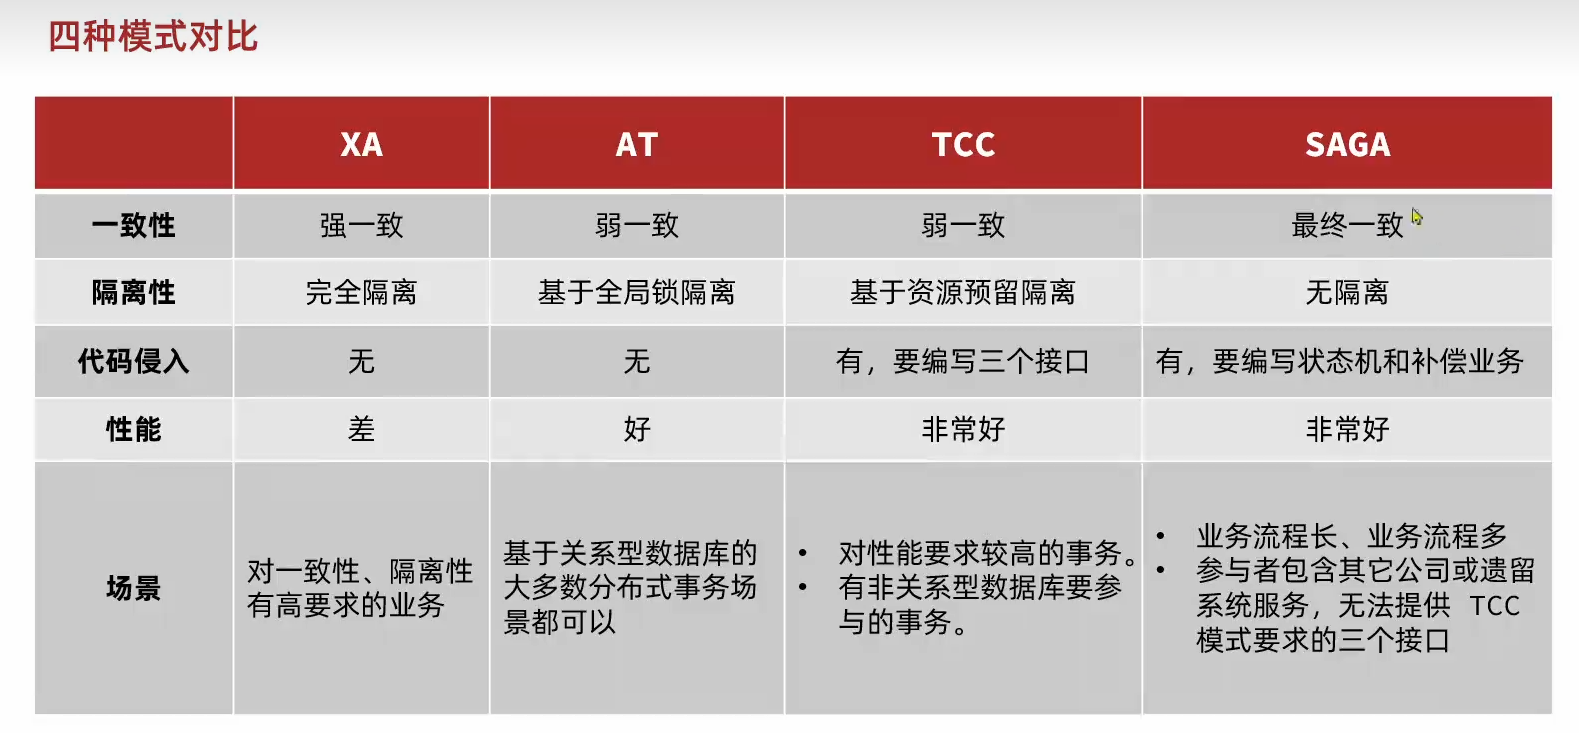 四种模式对比
XA
AT
TCC
SAGA
一致性
强一致
弱一致
弱一致
最终一致
隔离性
完全隔离
基于全局锁隔离
基于资源预留隔离
无隔离
代码侵入
无
无
有，要编写三个接口
有，要编写状态机和补偿业务
性能
差
好
非常好
非常好
场景
对一致性、隔离性
有高要求的业务
基于关系型数据库的
大多数分布式事务场
景都可以
• 对性能要求较高的事务。
• 有非关系型数据库要参
与的事务。
• 业务流程长、业务流程多
• 参与者包含其它公司或遗留
系统服务，无法提供 TCC
模式要求的三个接口